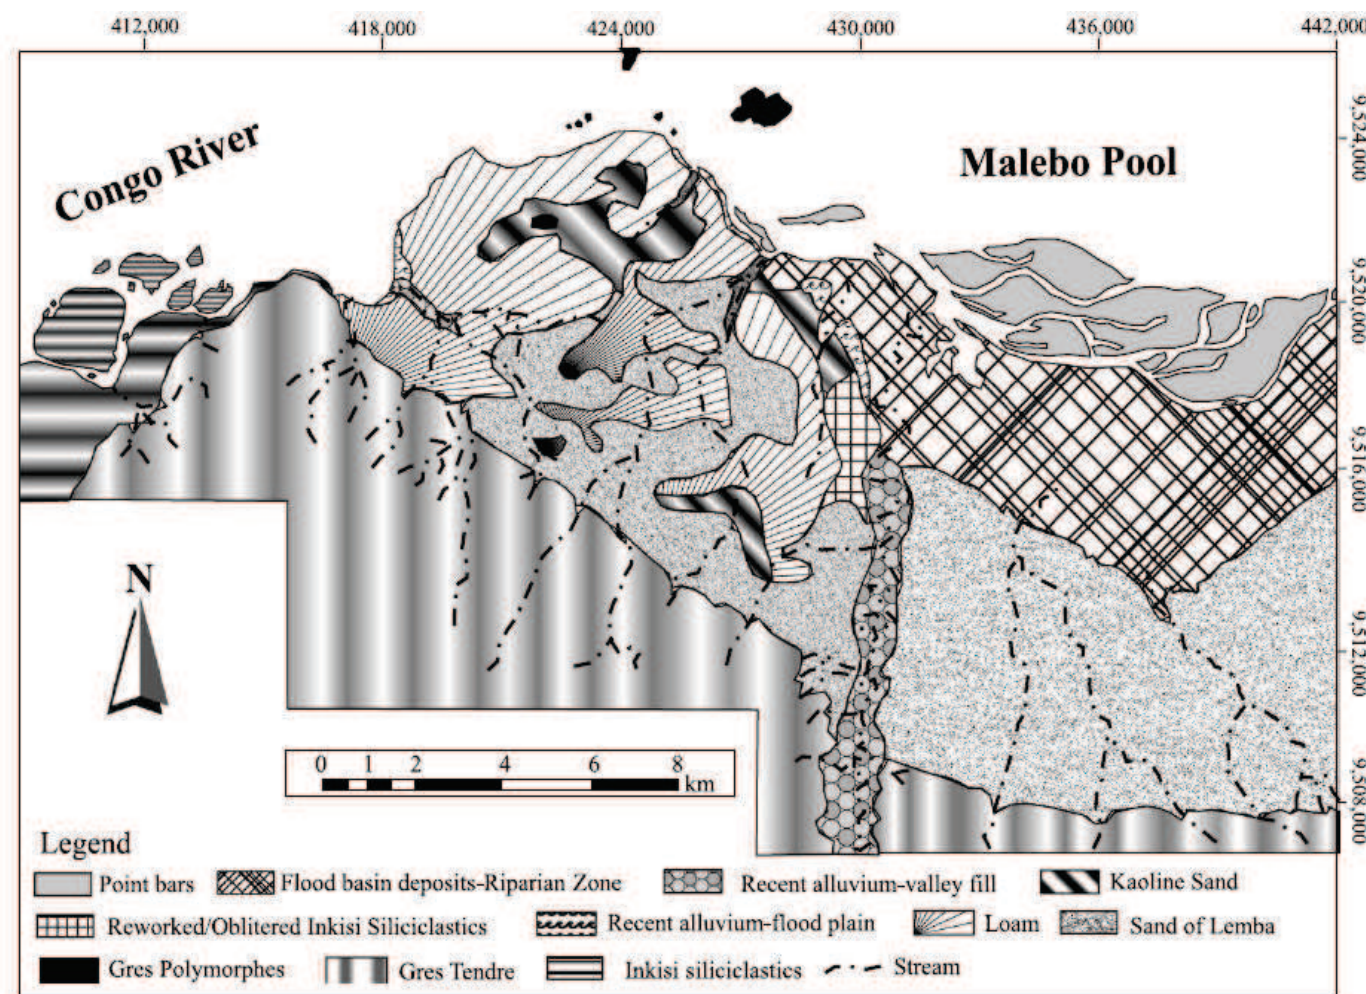 412,000 418,000 424,000 430,000 436,000 442,000
9,524,000
9,520,000
9,516,000
9,512,000
9,508,000
Congo River
Malebo Pool
N
0 1 2 4 6 8
km
Legend
Point bars Flood basin deposits-Riparian Zone Recent alluvium-valley fill Kaoline Sand
Reworked/Oblitered Inkisi Siliciclastics Recent alluvium-flood plain Loam Sand of Lemba
Gres Polymorphes Gres Tendre Inkisi siliciclastics Stream